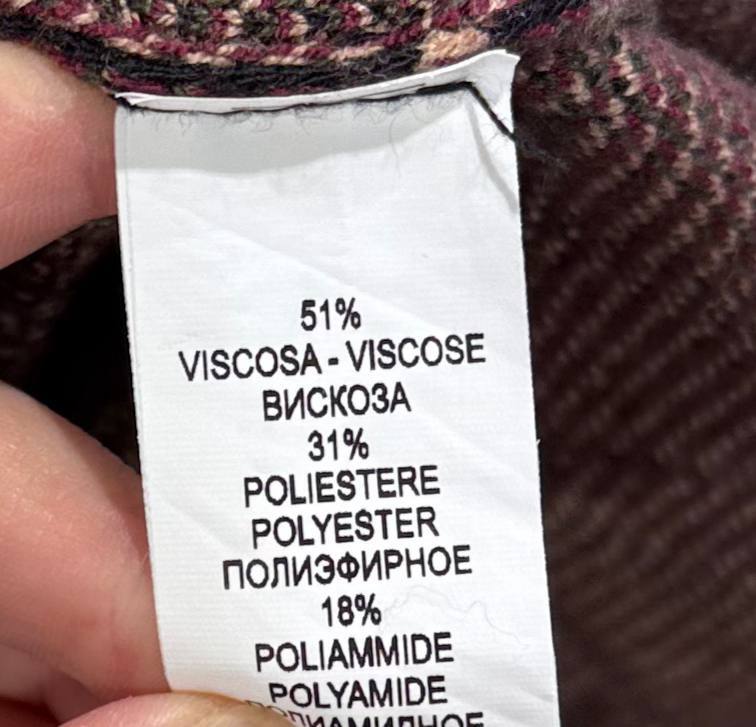 51%
VISCOSA - VISCOSE
ВИСКОЗА
31%
POLIESTERE
POLYESTER
ПОЛИЭФИРНОЕ
18%
POLIAMMIDE
POLYAMIDE